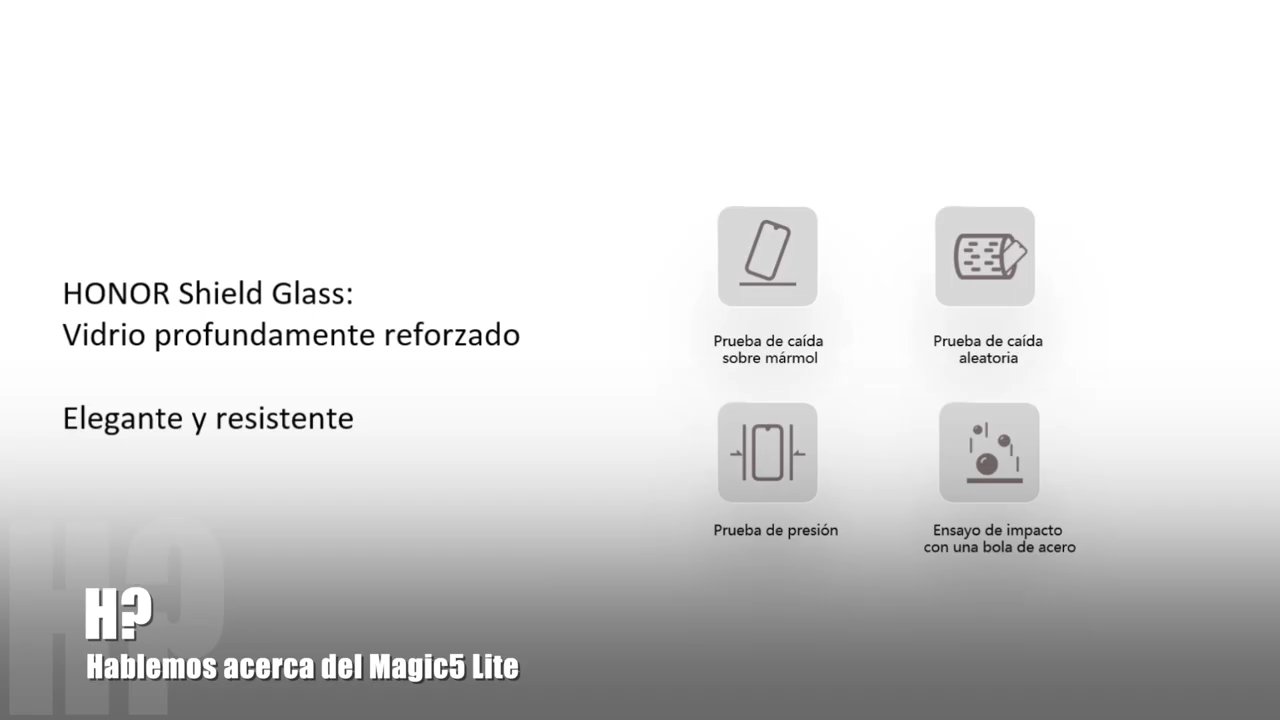 HONOR Shield Glass:
Vidrio profundamente reforzado
Elegante y resistente
Prueba de caída
sobre mármol
Prueba de caída
aleatoria
Prueba de presión
Ensayo de impacto
con una bola de acero
H?
H?
Hablemos acerca del Magic5 Lite